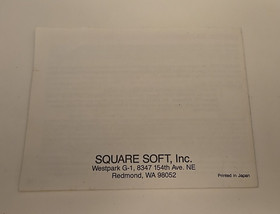 SQUARE SOFT, Inc.
Westpark G-1, 8347 154th Ave. NE
Redmond, WA 98052
Printed in Japan